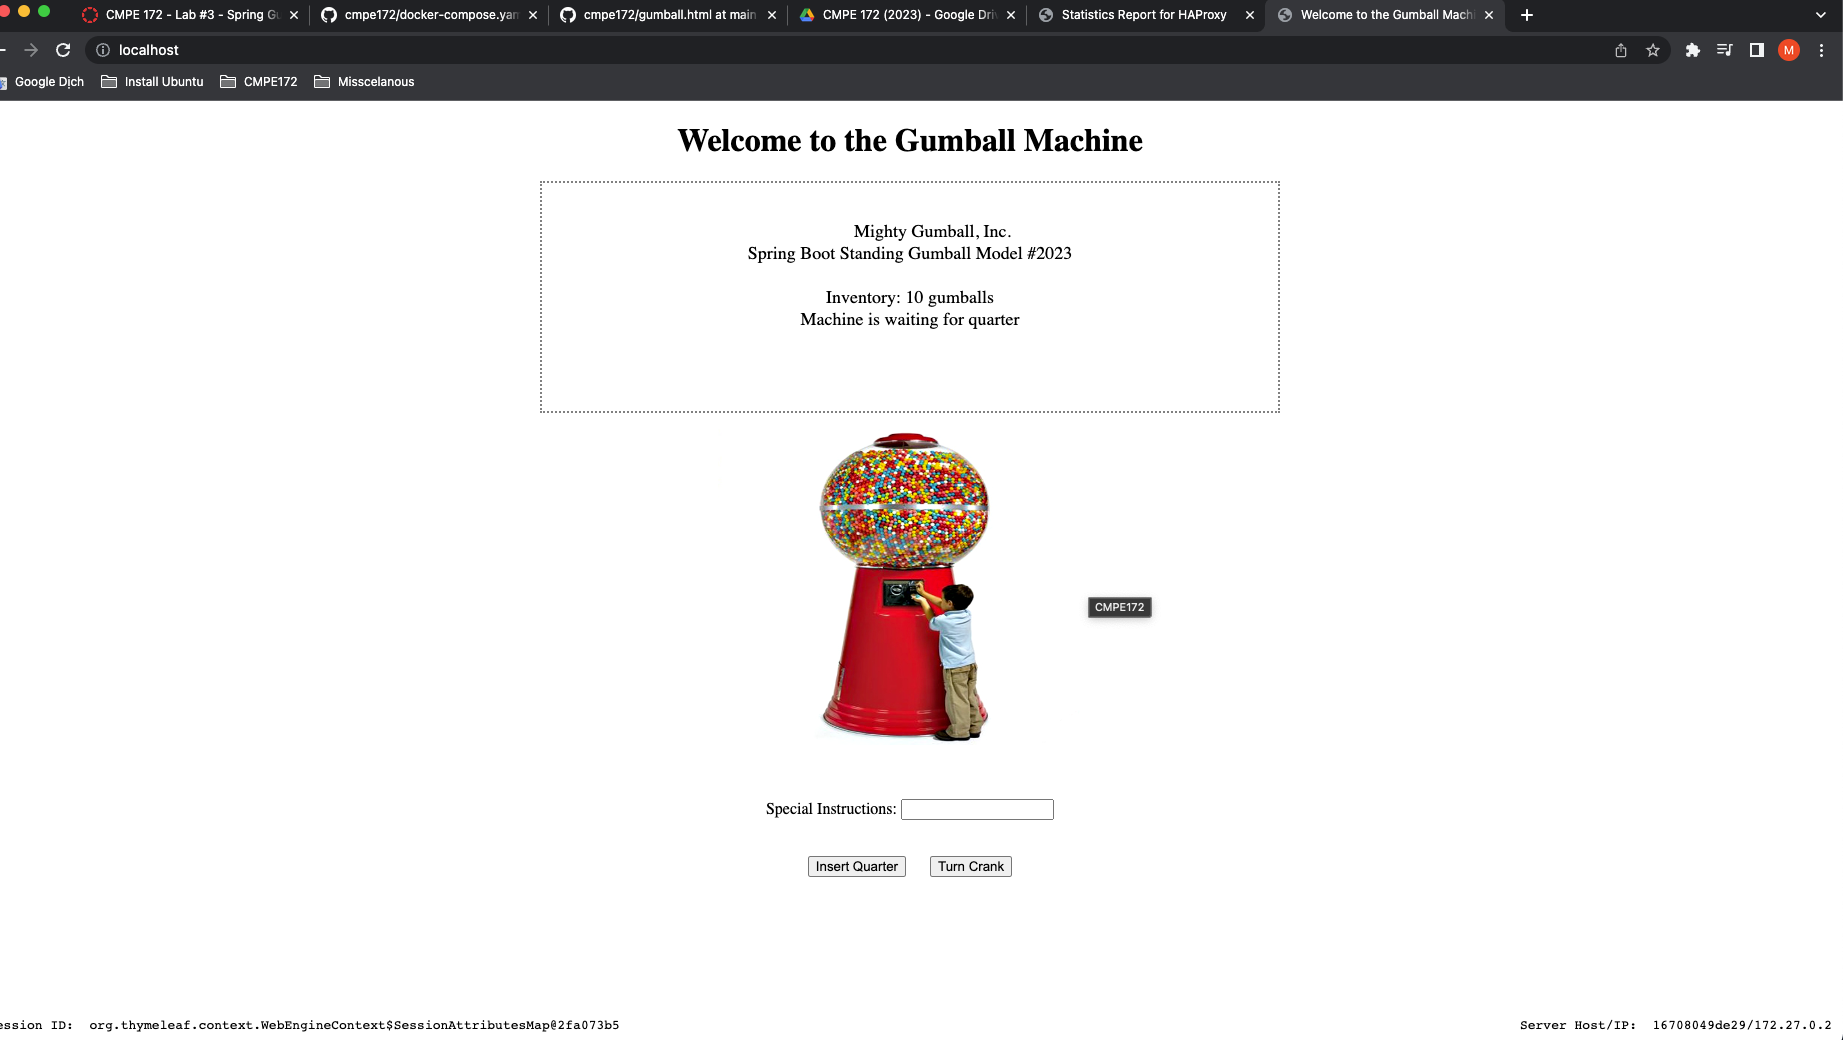 CMPE 172 - Lab #3 - Spring Gu
cmpe172/docker-compose.yam
cmpe172/gumball.html at main
CMPE 172 (2023) - Google Driv
Statistics Report for HAProxy
Welcome to the Gumball Machi
localhost
M
Google Dịch
Install Ubuntu
CMPE172
Misscelanous
Welcome to the Gumball Machine
Mighty Gumball, Inc.
Spring Boot Standing Gumball Model #2023
Inventory: 10 gumballs
Machine is waiting for quarter
CMPE172
Special Instructions:
Insert Quarter
Turn Crank
ession ID: org.thymeleaf.context.WebEngineContext$SessionAttributesMap@2fa073b5
Server Host/IP: 16708049de29/172.27.0.2